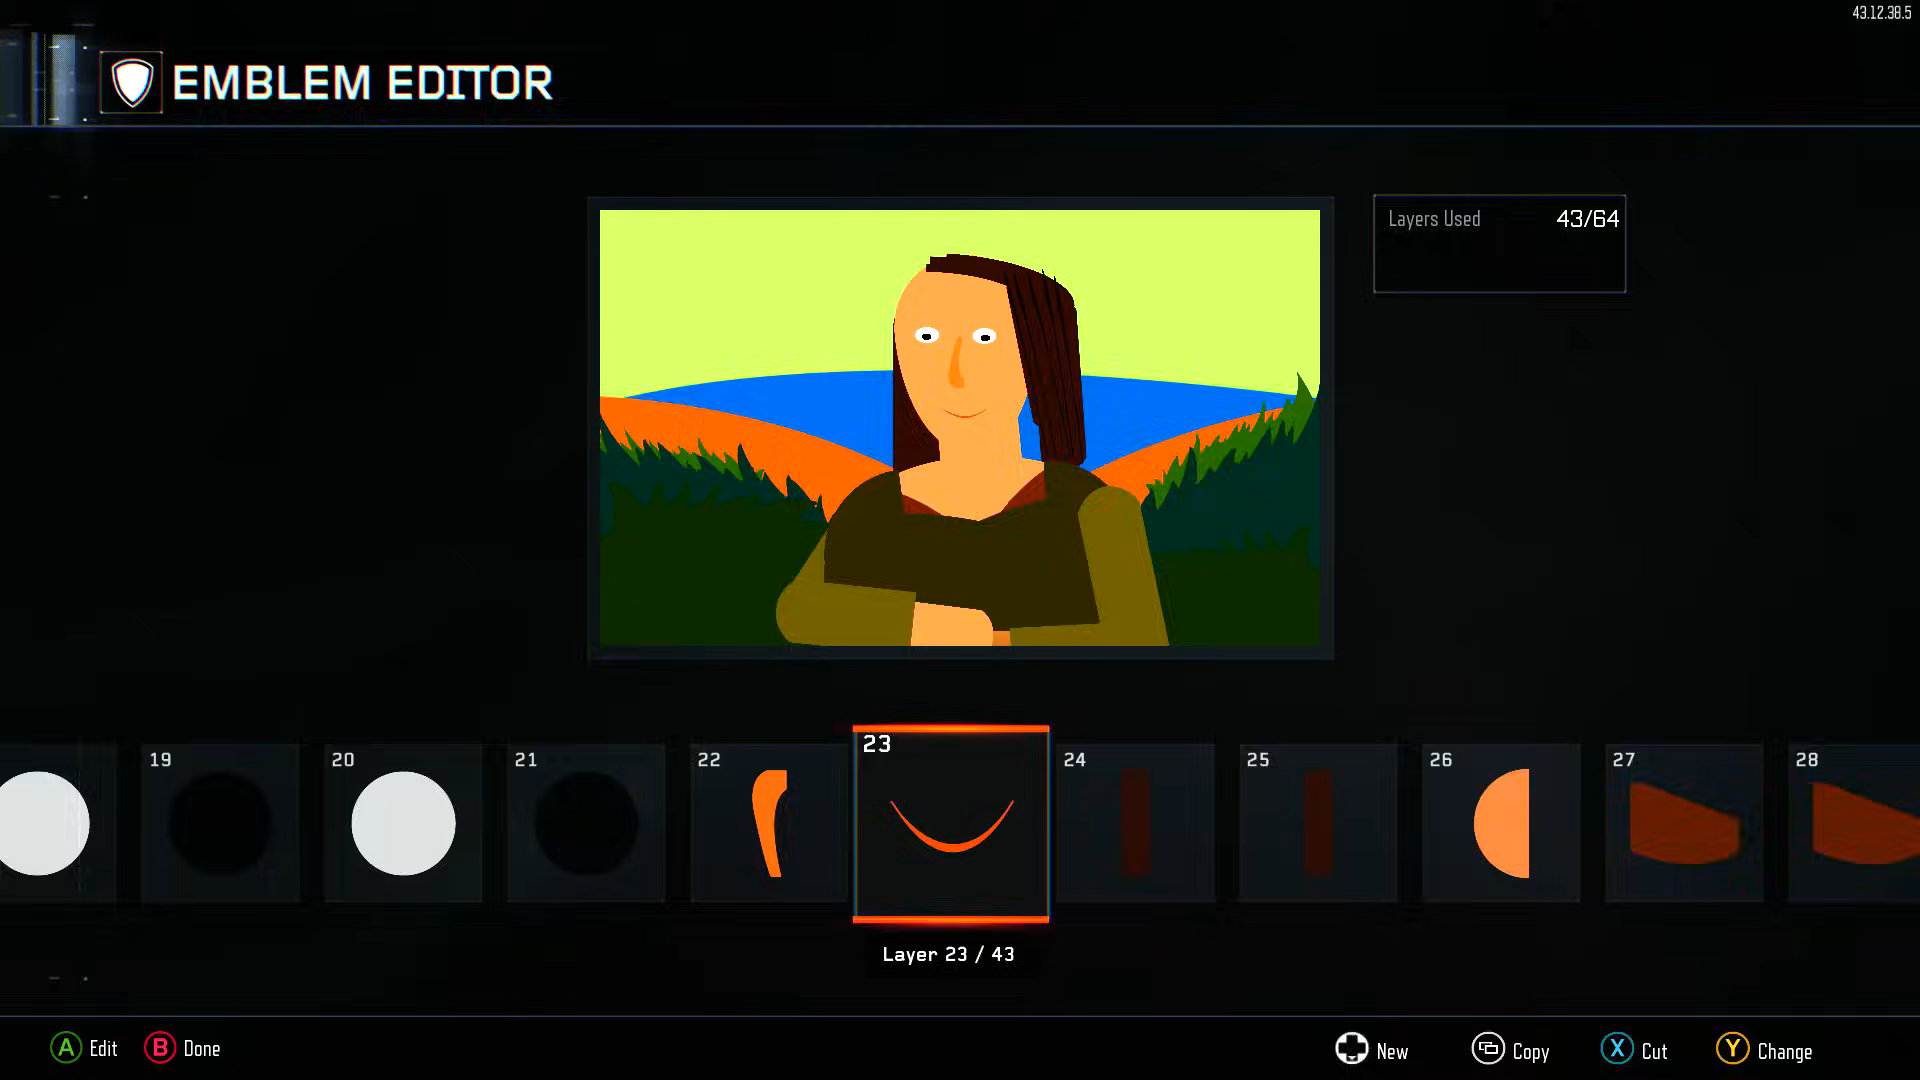 43.12.38.5
EMBLEM EDITOR
Layers Used 43/64
19 20 21 22 23 24 25 26 27 28
Layer 23 / 43
A Edit B Done New Copy X Cut Y Change